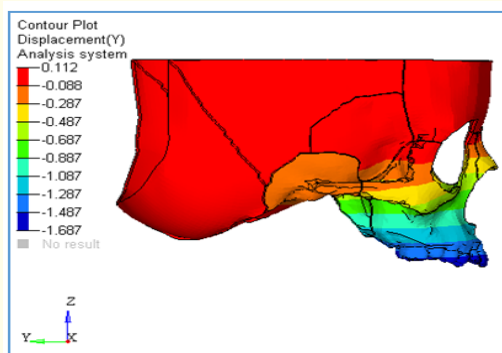 Contour Plot
Displacement(Y)
Analysis system
0.112
-0.088
-0.287
-0.487
-0.687
-0.887
-1.087
-1.287
-1.487
-1.687
No result
Z
Y
X